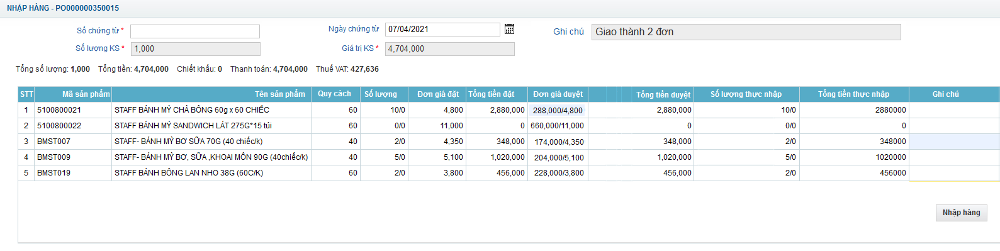 NHẬP HÀNG - PO000000350015
Số chứng từ * Ngày chứng từ 07/04/2021 Ghi chú Giao thành 2 đơn
Số lượng KS * 1,000 Giá trị KS * 4,704,000
Tổng số lượng: 1,000 Tổng tiền: 4,704,000 Chiết khấu: 0 Thanh toán: 4,704,000 Thuế VAT: 427,636
STT Mã sản phẩm Tên sản phẩm Quy cách Số lượng Đơn giá đặt Tổng tiền đặt Đơn giá duyệt Tổng tiền duyệt Số lượng thực nhập Tổng tiền thực nhập Ghi chú
1 5100800021 STAFF BÁNH MỲ CHÀ BÔNG 60g x 60 CHIẾC 60 10/0 4,800 2,880,000 288,000/4,800 2,880,000 10/0 2880000
2 5100800022 STAFF BÁNH MỲ SANDWICH LÁT 275G*15 túi 60 0/0 11,000 0 660,000/11,000 0 0/0 0
3 BMST007 STAFF- BÁNH MỲ BƠ SỮA 70G (40 chiếc/k) 40 2/0 4,350 348,000 174,000/4,350 348,000 2/0 348000
4 BMST009 STAFF- BÁNH MỲ BƠ, SỮA ,KHOAI MÔN 90G (40chiếc/k) 40 5/0 5,100 1,020,000 204,000/5,100 1,020,000 5/0 1020000
5 BMST019 STAFF BÁNH BÔNG LAN NHO 38G (60C/K) 60 2/0 3,800 456,000 228,000/3,800 456,000 2/0 456000
Nhập hàng